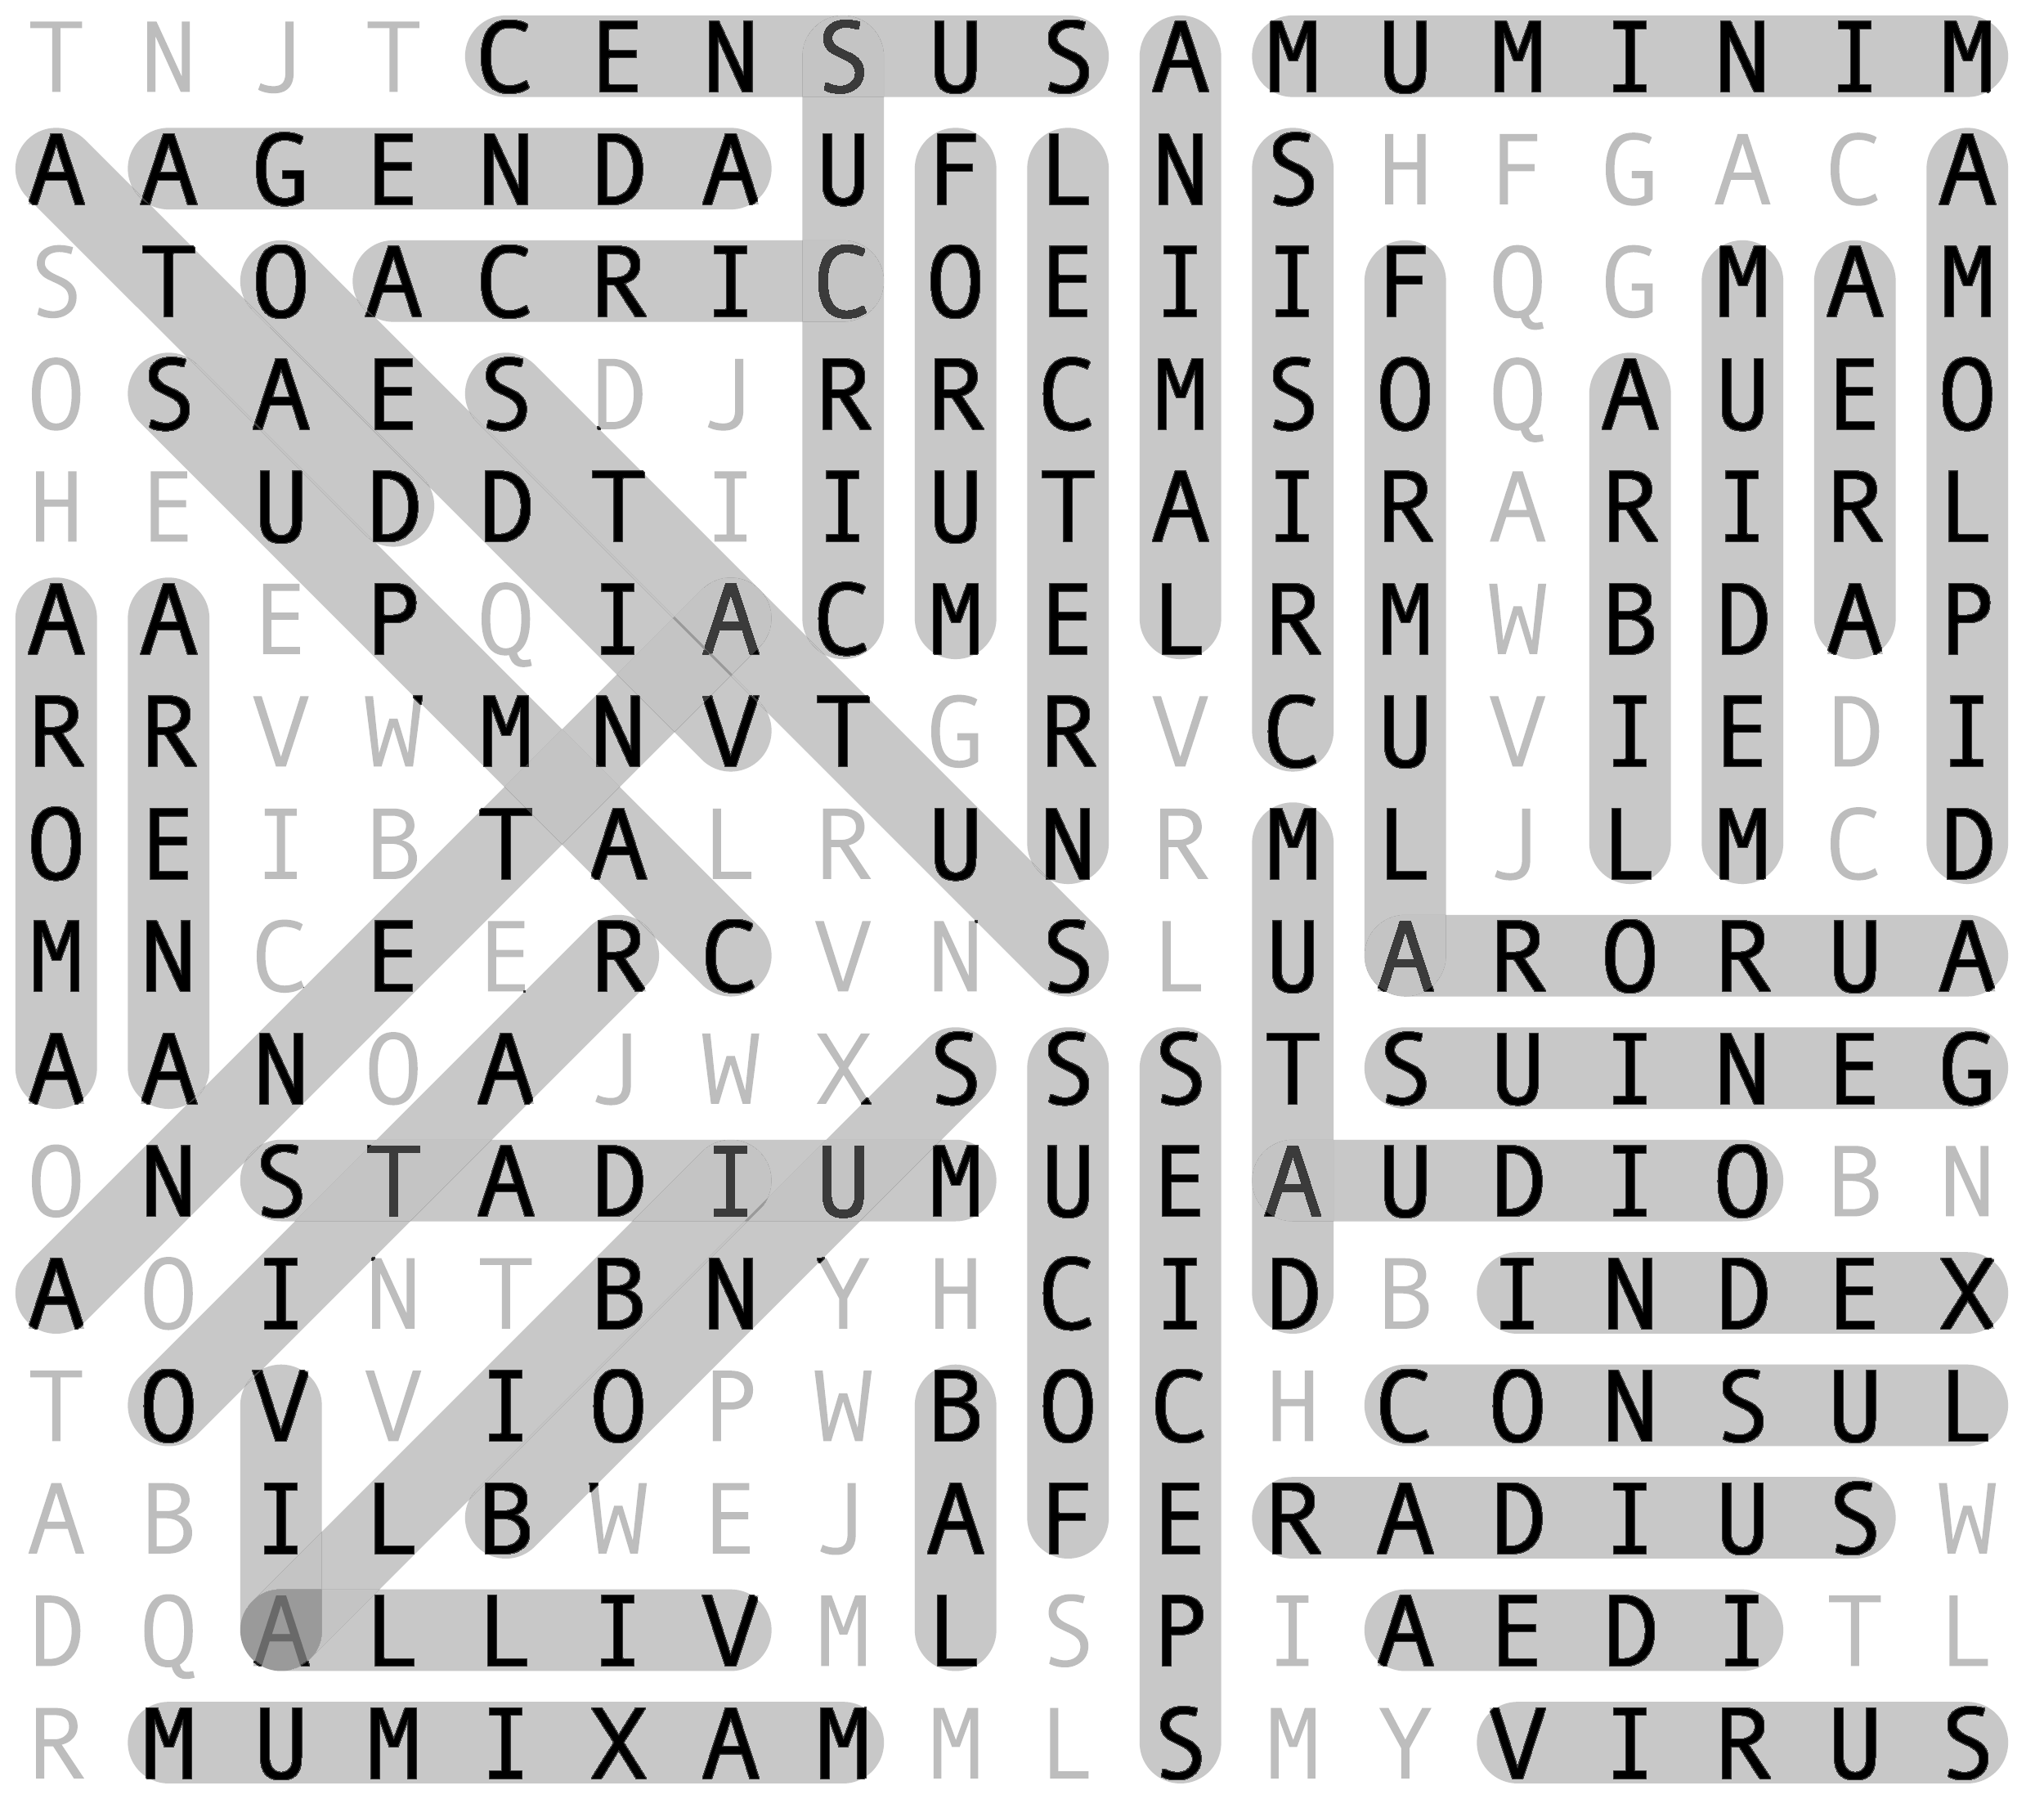 T N J T C E N S U S A M U M I N I M
A A G E N D A U F L N S H F G A C A
S T O A C R I C O E I I F Q G M A M
O S A E S D J R R C M S O Q A U E O
H E U D D T I I U T A I R A R I R L
A A E P Q I A C M E L R M W B D A P
R R V W M N V T G R V C U V I E D I
O E I B T A L R U N R M L J L M C D
M N C E E R C V N S L U A R O R U A
A A N O A J W X S S S T S U I N E G
O N S T A D I U M U E A U D I O B N
A O I N T B N Y H C I D B I N D E X
T O V V I O P W B O C H C O N S U L
A B I L B W E J A F E R A D I U S W
D Q A L L I V M L S P I A E D I T L
R M U M I X A M M L S M Y V I R U S